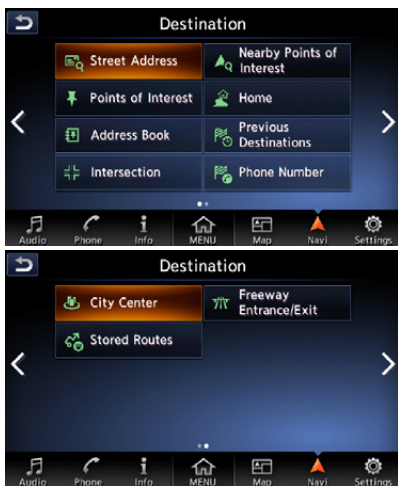 Destination
Street Address
Nearby Points of
Interest
Points of Interest
Home
Address Book
Previous
Destinations
Intersection
Phone Number
Audio
Phone
Info
MENU
Map
Navi
Settings
Destination
City Center
Freeway
Entrance/Exit
Stored Routes
Audio
Phone
Info
MENU
Map
Navi
Settings